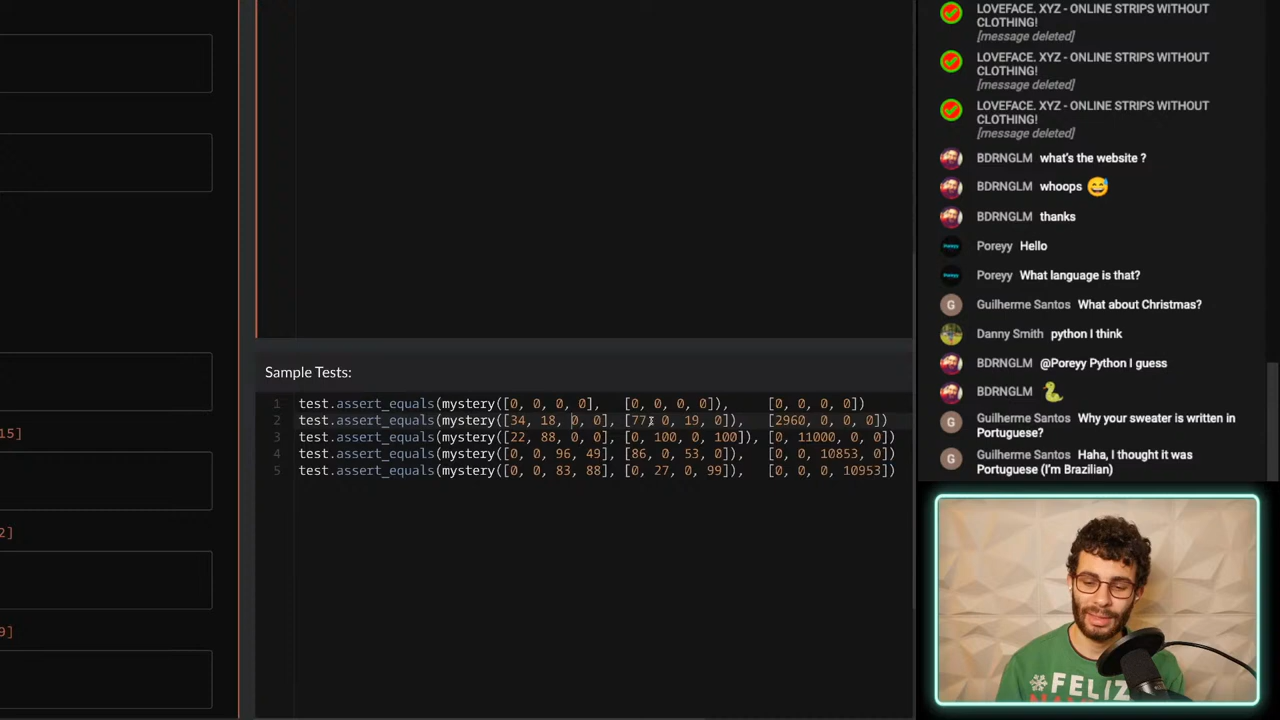 15]
2]
9]
Sample Tests:
1 test.assert_equals(mystery([0, 0, 0, 0], [0, 0, 0, 0]), [0, 0, 0, 0])
2 test.assert_equals(mystery([34, 18, 0, 0], [77, 0, 19, 0]), [2960, 0, 0, 0])
3 test.assert_equals(mystery([22, 88, 0, 0], [0, 100, 0, 100]), [0, 11000, 0, 0])
4 test.assert_equals(mystery([0, 0, 96, 49], [86, 0, 53, 0]), [0, 0, 10853, 0])
5 test.assert_equals(mystery([0, 0, 83, 88], [0, 27, 0, 99]), [0, 0, 0, 10953])
LOVEFACE. XYZ - ONLINE STRIPS WITHOUT
CLOTHING!
[message deleted]
LOVEFACE. XYZ - ONLINE STRIPS WITHOUT
CLOTHING!
[message deleted]
LOVEFACE. XYZ - ONLINE STRIPS WITHOUT
CLOTHING!
[message deleted]
BDRNGLM what's the website ?
BDRNGLM whoops 😅
BDRNGLM thanks
Poreyy Poreyy Hello
Poreyy Poreyy What language is that?
G Guilherme Santos What about Christmas?
Danny Smith python I think
BDRNGLM @Poreyy Python I guess
BDRNGLM 🐍
G Guilherme Santos Why your sweater is written in
Portuguese?
G Guilherme Santos Haha, I thought it was
Portuguese (I'm Brazilian)
FELIZ